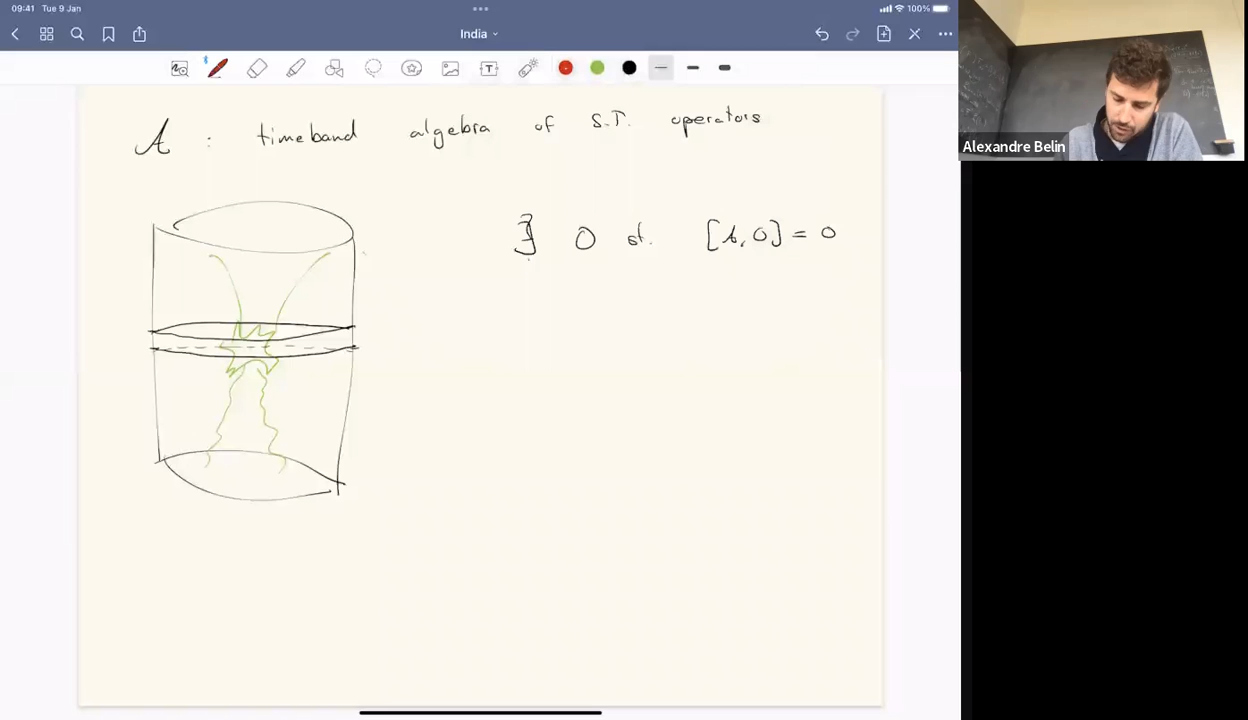 09:41 Tue 9 Jan
100%
India
T
Alexandre Belin
A : timeband algebra of S.T. operators
∃ O st. [A, O] = 0